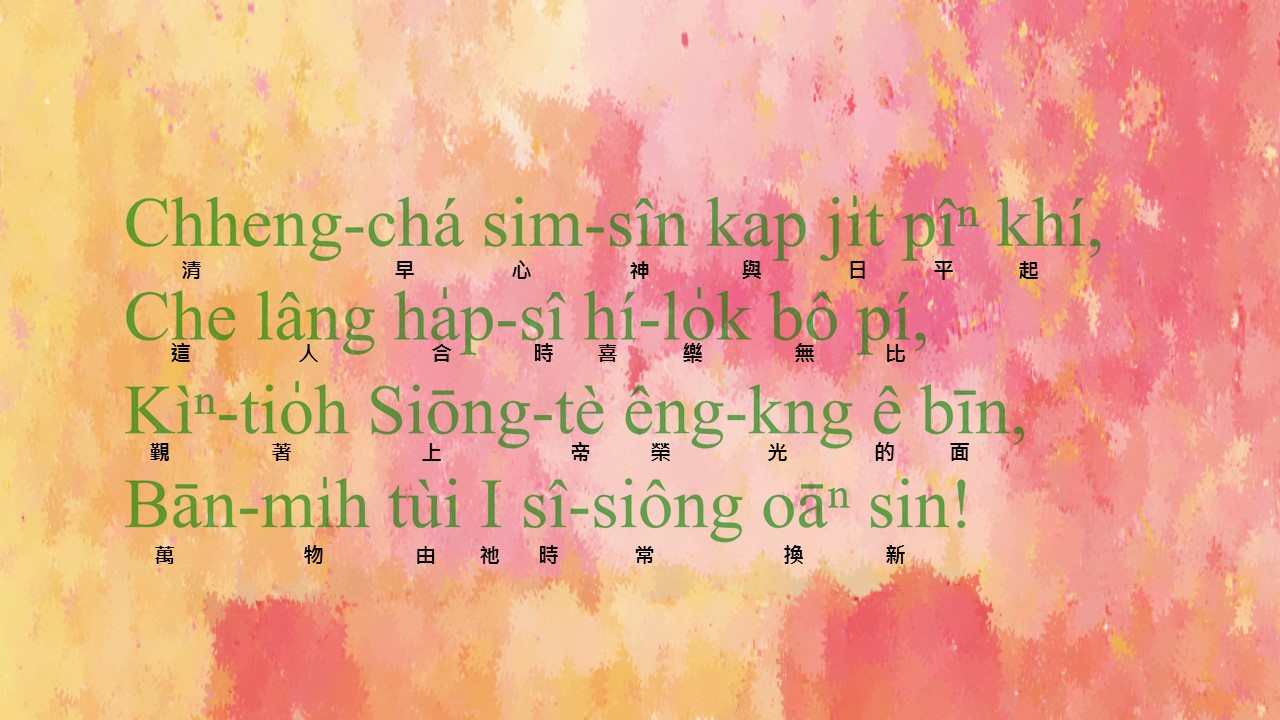 Chheng-chá sim-sîn kap ji̍t pîⁿ khí,
清 早 心 神 與 日 平 起
Che lâng ha̍p-sî hí-lo̍k bô pí,
這 人 合 時 喜 樂 無 比
Kìⁿ-tio̍h Siōng-tè êng-kng ê bīn,
覲 著 上 帝 榮 光 的 面
Bān-mi̍h tùi I sî-siông oāⁿ sin!
萬 物 由 祂 時 常 換 新